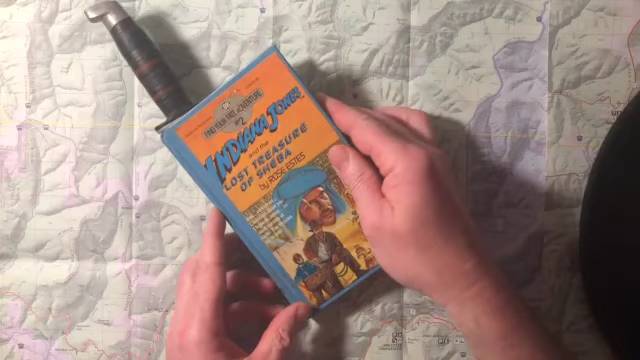 FIND YOUR FATE ADVENTURE
#2
INDIANA JONES
and the
LOST TREASURE
OF SHEBA
by ROSE ESTES